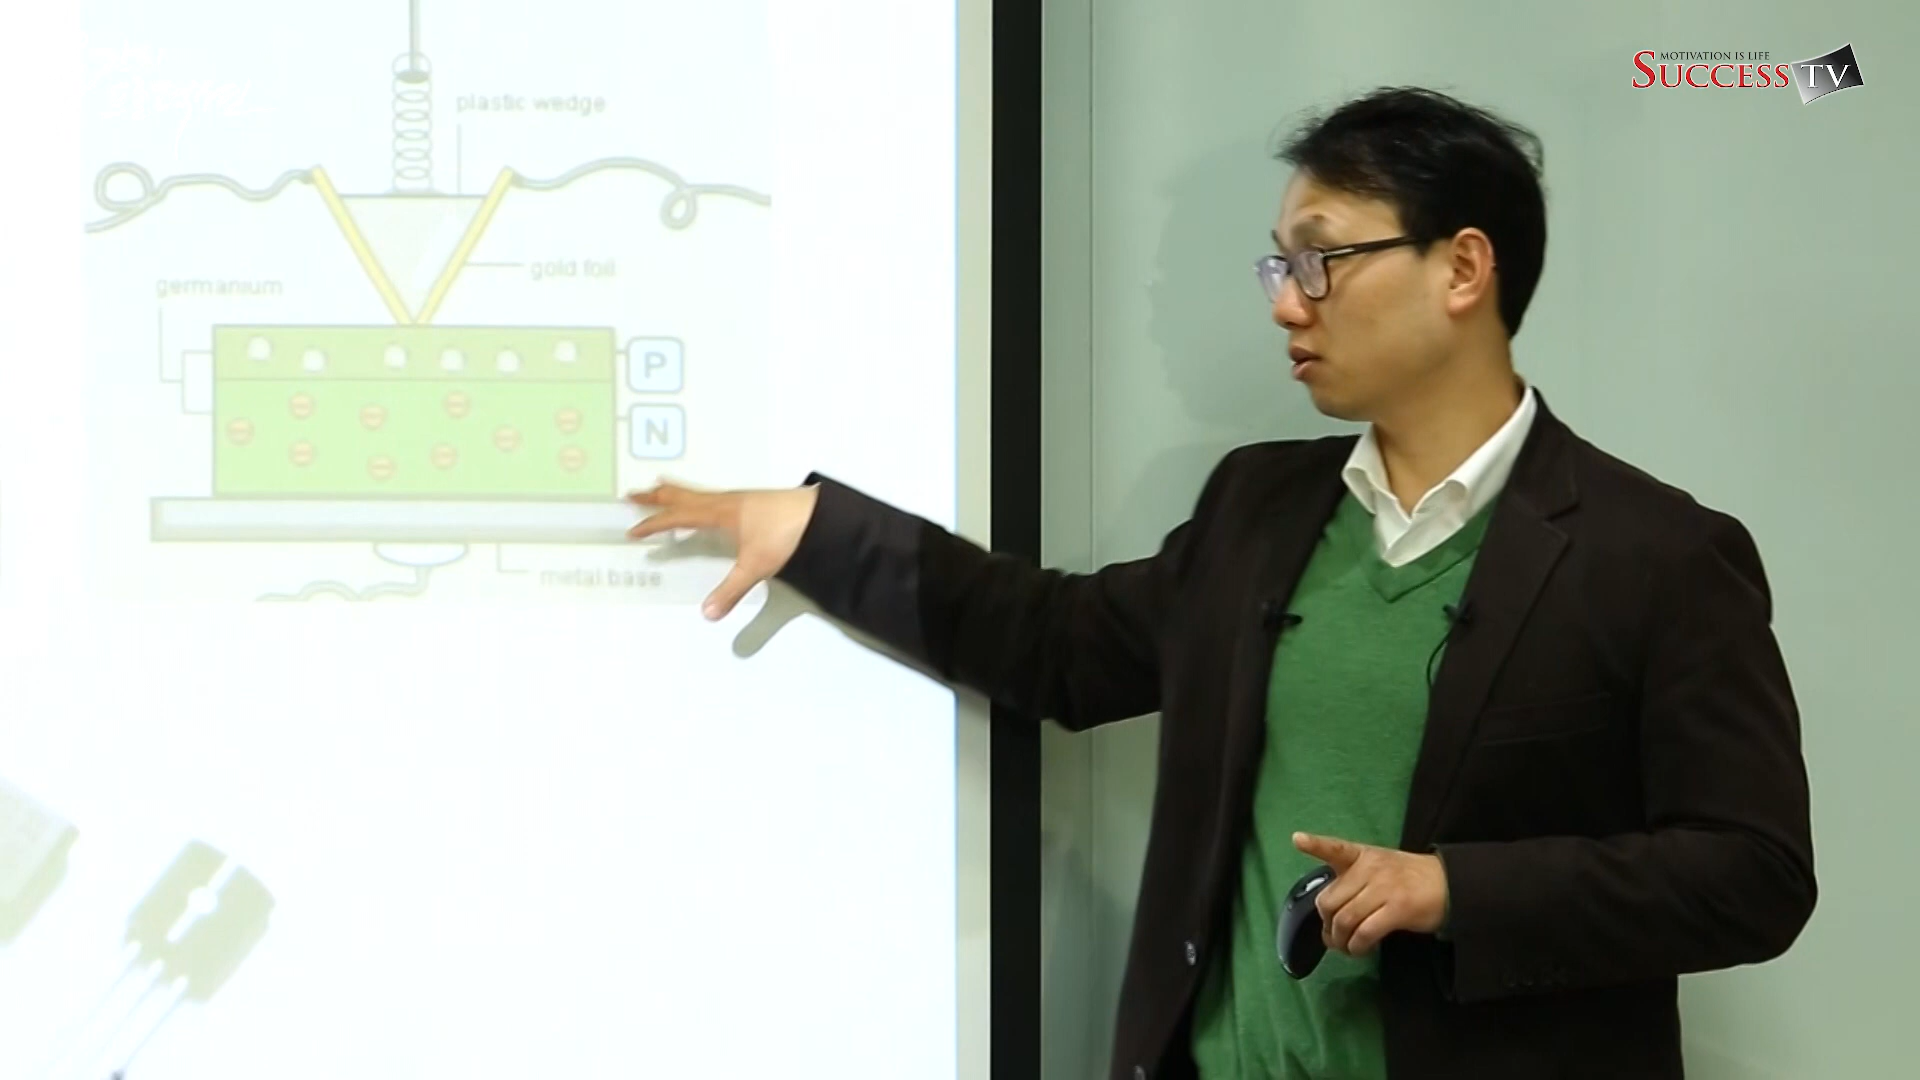 MOTIVATION IS LIFE
SUCCESS TV
plastic wedge
gold foil
germanium
P
N
metal base